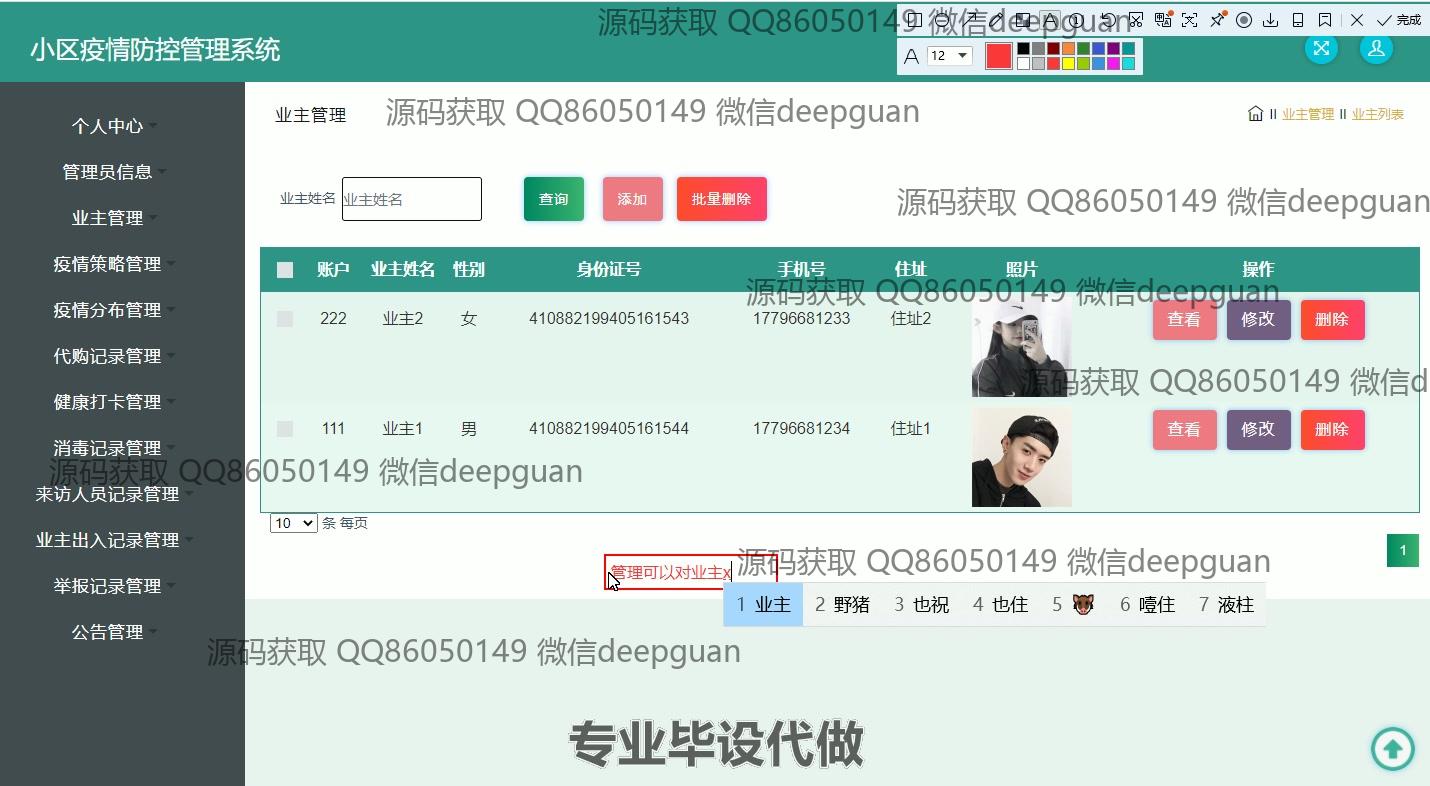 源码获取 QQ86050149 微信deepguan
完成
小区疫情防控管理系统
12
个人中心
管理员信息
业主管理
疫情策略管理
疫情分布管理
代购记录管理
健康打卡管理
消毒记录管理
来访人员记录管理
业主出入记录管理
举报记录管理
公告管理
业主管理
源码获取 QQ86050149 微信deepguan
业主管理 业主列表
业主姓名 业主姓名 查询 添加 批量删除
源码获取 QQ86050149 微信deepguan
账户 业主姓名 性别 身份证号 手机号 住址 照片 操作
源码获取 QQ86050149 微信deepguan
222 业主2 女 410882199405161543 17796681233 住址2 查看 修改 删除
源码获取 QQ86050149 微信d
111 业主1 男 410882199405161544 17796681234 住址1 查看 修改 删除
源码获取 QQ86050149 微信deepguan
10 条 每页
1
管理可以对业主x
源码获取 QQ86050149 微信deepguan
1 业主 2 野猪 3 也祝 4 也住 5 🐗 6 噎住 7 液柱
源码获取 QQ86050149 微信deepguan
专业毕设代做